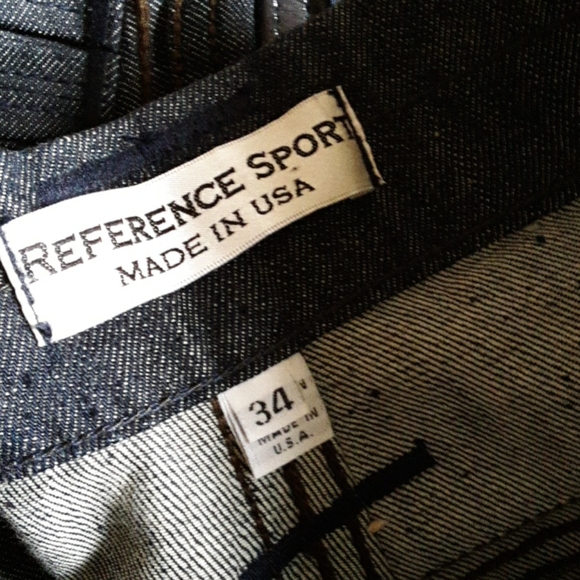 REFERENCE SPORT
MADE IN USA
34
MADE IN
U.S.A.